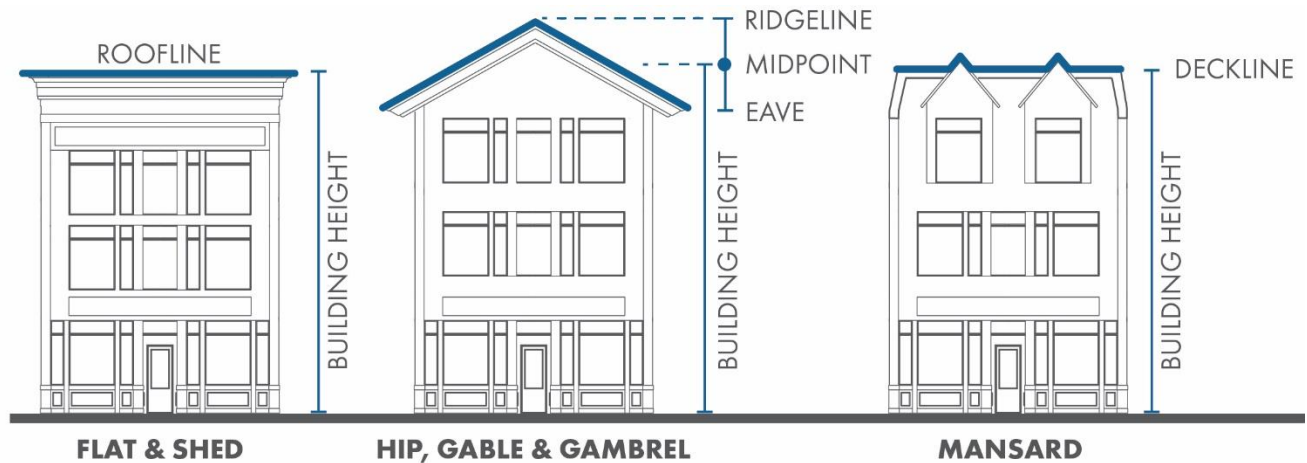 ROOFLINE
BUILDING HEIGHT
FLAT & SHED
RIDGELINE
MIDPOINT
EAVE
BUILDING HEIGHT
HIP, GABLE & GAMBREL
DECKLINE
BUILDING HEIGHT
MANSARD